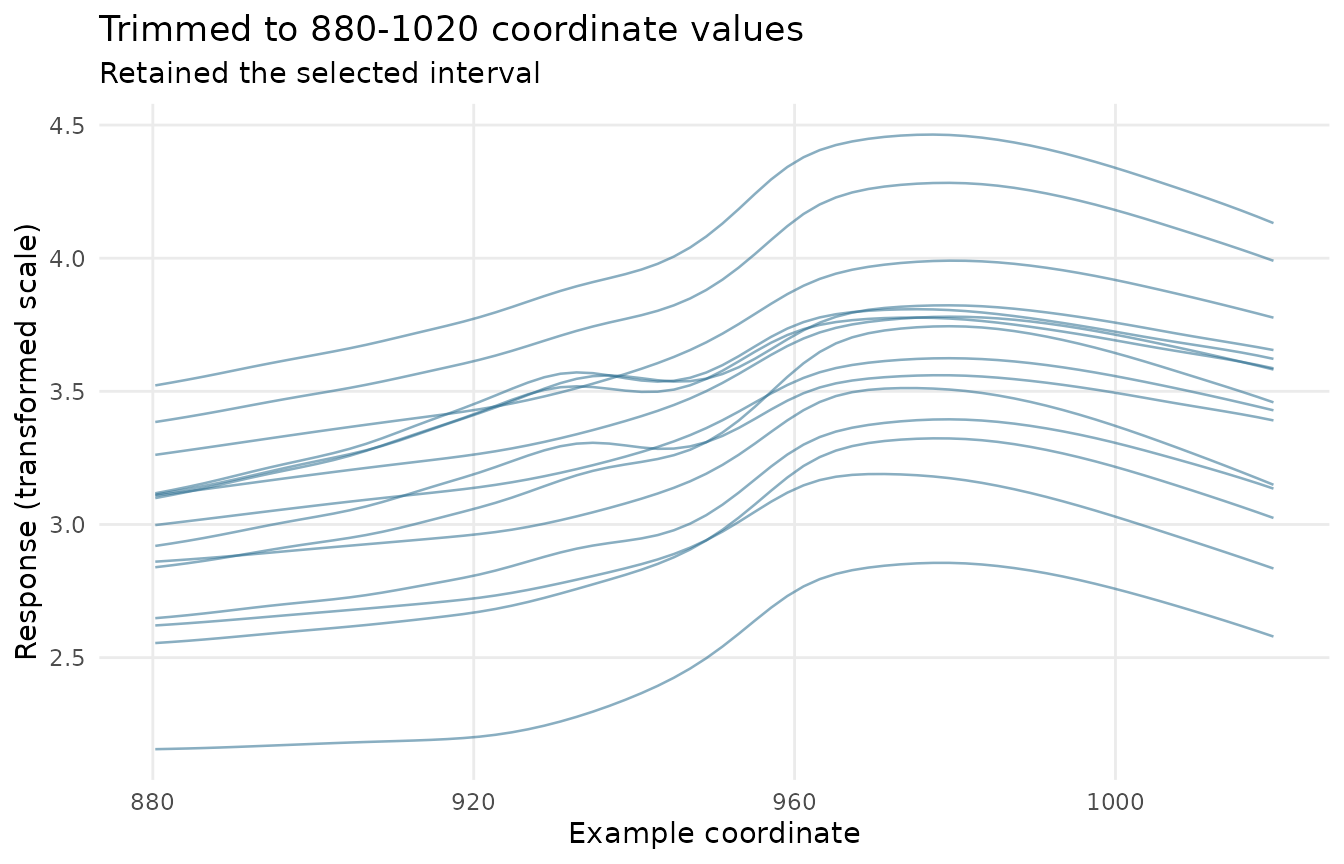 Trimmed to 880-1020 coordinate values
Retained the selected interval
Response (transformed scale)
4.5
4.0
3.5
3.0
2.5
880 920 960 1000
Example coordinate